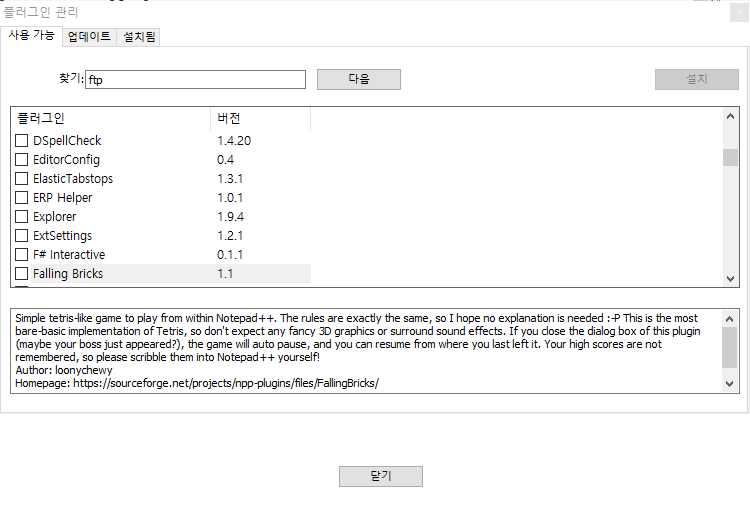 플러그인 관리
사용 가능 업데이트 설치됨
찾기: ftp 다음 설치
플러그인 버전
DSpellCheck 1.4.20
EditorConfig 0.4
ElasticTabstops 1.3.1
ERP Helper 1.0.1
Explorer 1.9.4
ExtSettings 1.2.1
F# Interactive 0.1.1
Falling Bricks 1.1
Simple tetris-like game to play from within Notepad++. The rules are exactly the same, so I hope no explanation is needed :-P This is the most
bare-basic implementation of Tetris, so don't expect any fancy 3D graphics or surround sound effects. If you close the dialog box of this plugin
(maybe your boss just appeared?), the game will auto pause, and you can resume from where you last left it. Your high scores are not
remembered, so please scribble them into Notepad++ yourself!
Author: loonychewy
Homepage: https://sourceforge.net/projects/npp-plugins/files/FallingBricks/
닫기